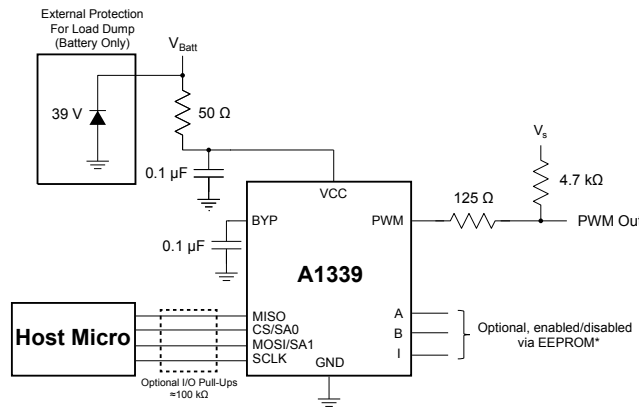 External Protection
For Load Dump
(Battery Only)
VBatt
39 V
50 Ω
0.1 µF
VCC
Vs
4.7 kΩ
125 Ω
BYP
PWM
PWM Out
0.1 µF
A1339
Host Micro
MISO
CS/SA0
MOSI/SA1
SCLK
GND
A
B
I
Optional, enabled/disabled
via EEPROM*
Optional I/O Pull-Ups
≈100 kΩ